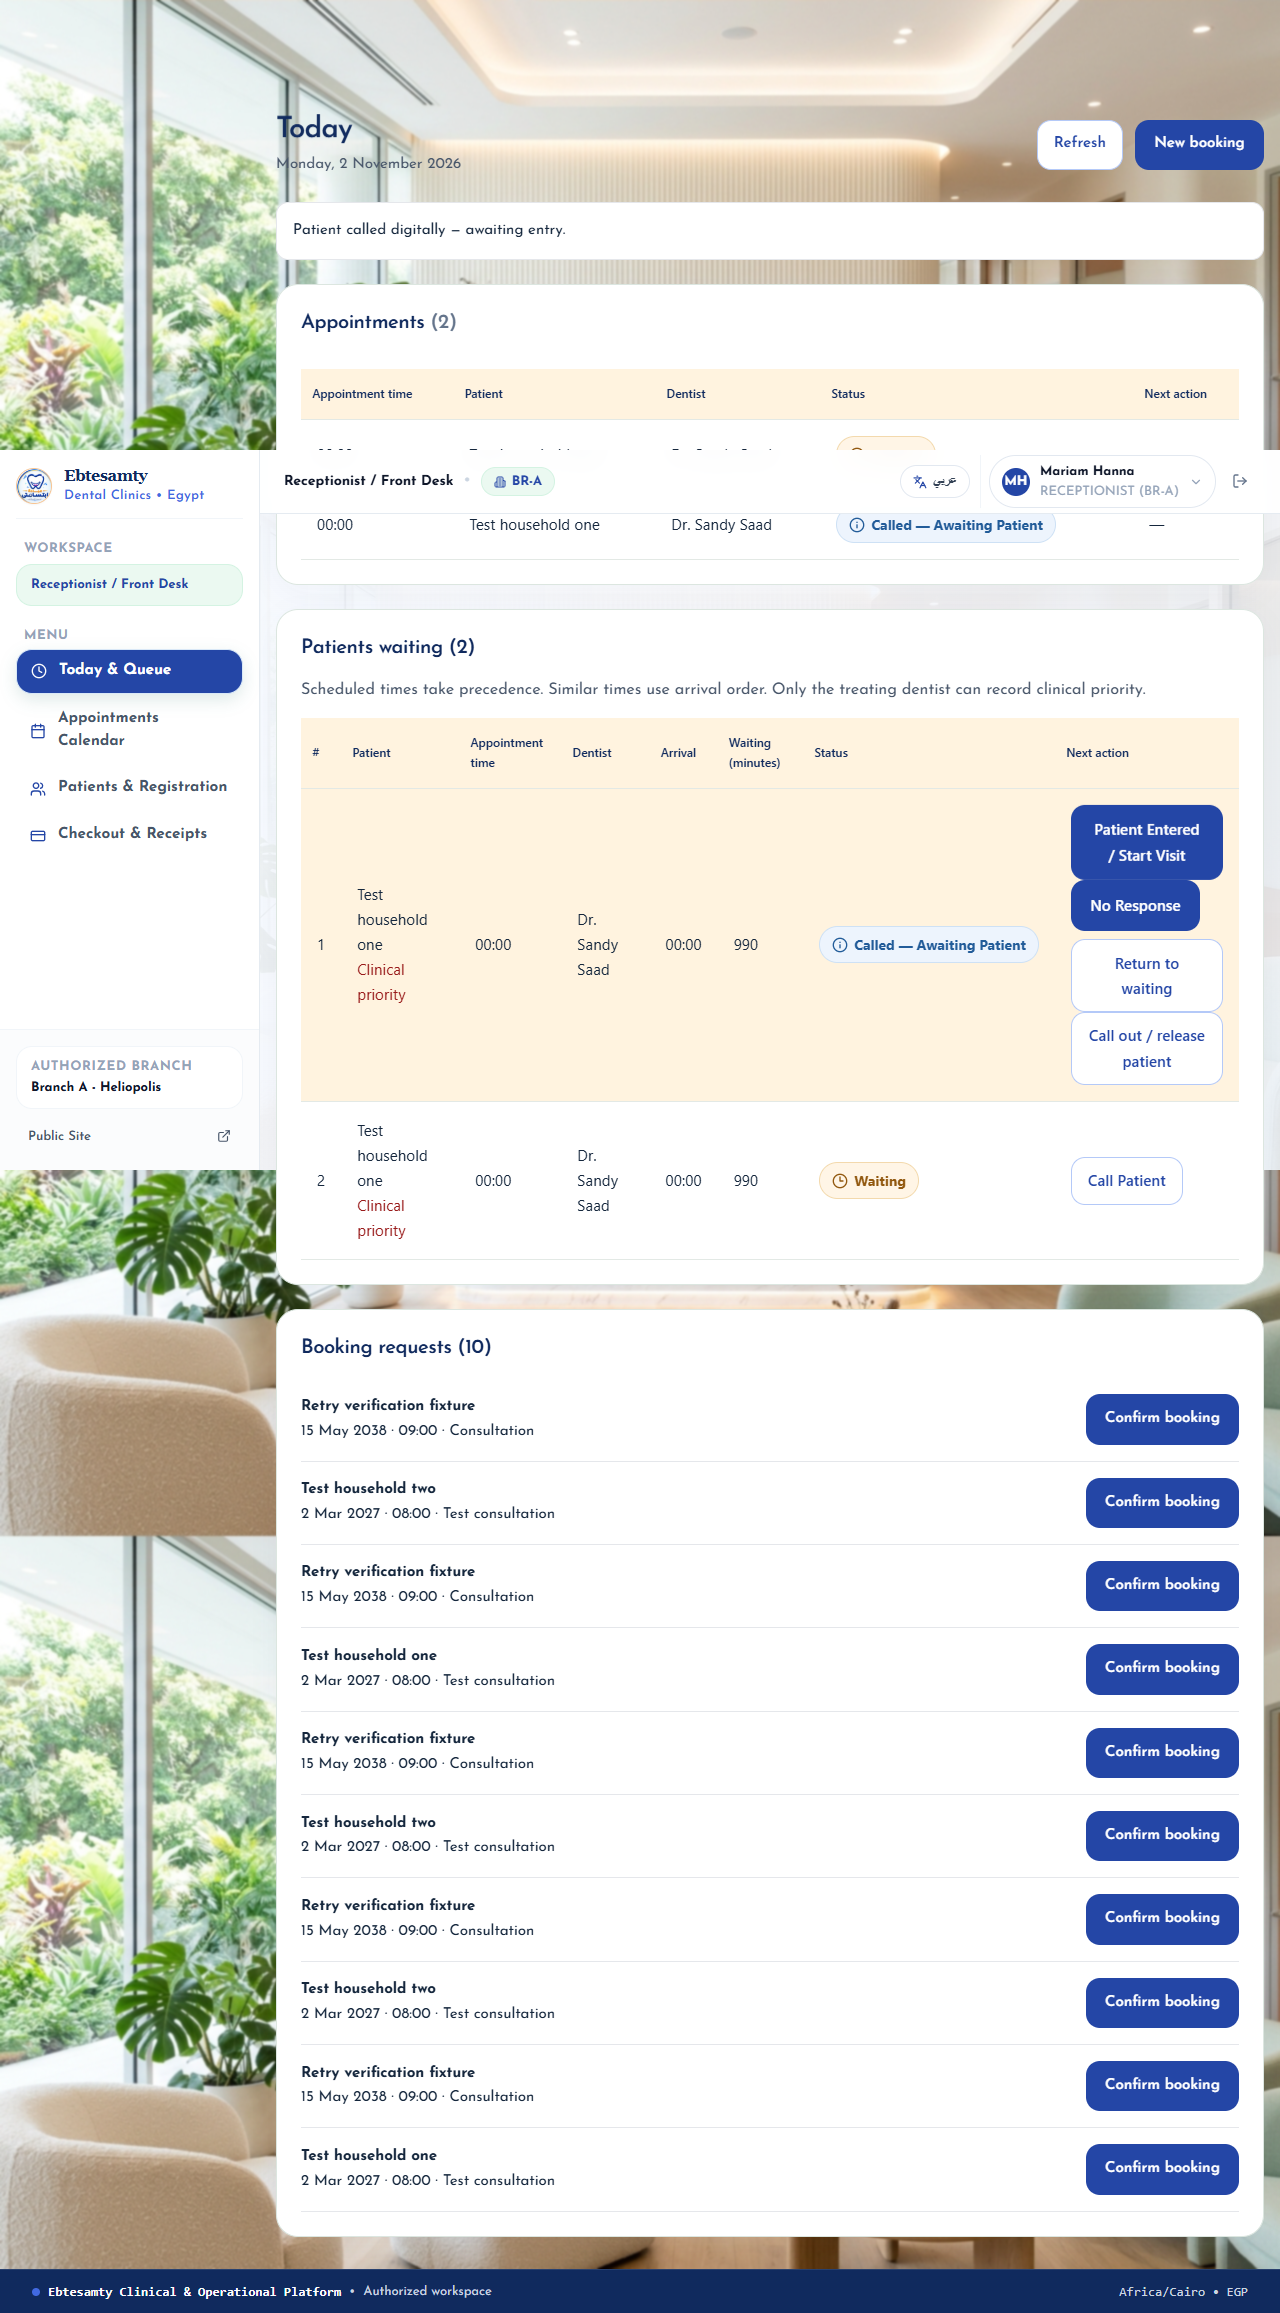 Today
Monday, 2 November 2026
Refresh
New booking
Patient called digitally — awaiting entry.
Appointments (2)
Appointment time Patient Dentist Status Next action
Ebtesamty
Dental Clinics • Egypt
Receptionist / Front Desk • BR-A
عربي
MH
Mariam Hanna
RECEPTIONIST (BR-A)
00:00 Test household one Dr. Sandy Saad Called — Awaiting Patient —
WORKSPACE
Receptionist / Front Desk
MENU
Today & Queue
Appointments
Calendar
Patients & Registration
Checkout & Receipts
AUTHORIZED BRANCH
Branch A - Heliopolis
Public Site
Patients waiting (2)
Scheduled times take precedence. Similar times use arrival order. Only the treating dentist can record clinical priority.
# Patient Appointment time Dentist Arrival Waiting (minutes) Status Next action
1
Test
household
one
Clinical
priority
00:00
Dr.
Sandy
Saad
00:00
990
Called — Awaiting Patient
Patient Entered
/ Start Visit
No Response
Return to
waiting
Call out / release
patient
2
Test
household
one
Clinical
priority
00:00
Dr.
Sandy
Saad
00:00
990
Waiting
Call Patient
Booking requests (10)
Retry verification fixture
15 May 2038 · 09:00 · Consultation
Confirm booking
Test household two
2 Mar 2027 · 08:00 · Test consultation
Confirm booking
Retry verification fixture
15 May 2038 · 09:00 · Consultation
Confirm booking
Test household one
2 Mar 2027 · 08:00 · Test consultation
Confirm booking
Retry verification fixture
15 May 2038 · 09:00 · Consultation
Confirm booking
Test household two
2 Mar 2027 · 08:00 · Test consultation
Confirm booking
Retry verification fixture
15 May 2038 · 09:00 · Consultation
Confirm booking
Test household two
2 Mar 2027 · 08:00 · Test consultation
Confirm booking
Retry verification fixture
15 May 2038 · 09:00 · Consultation
Confirm booking
Test household one
2 Mar 2027 · 08:00 · Test consultation
Confirm booking
Ebtesamty Clinical & Operational Platform • Authorized workspace
Africa/Cairo • EGP